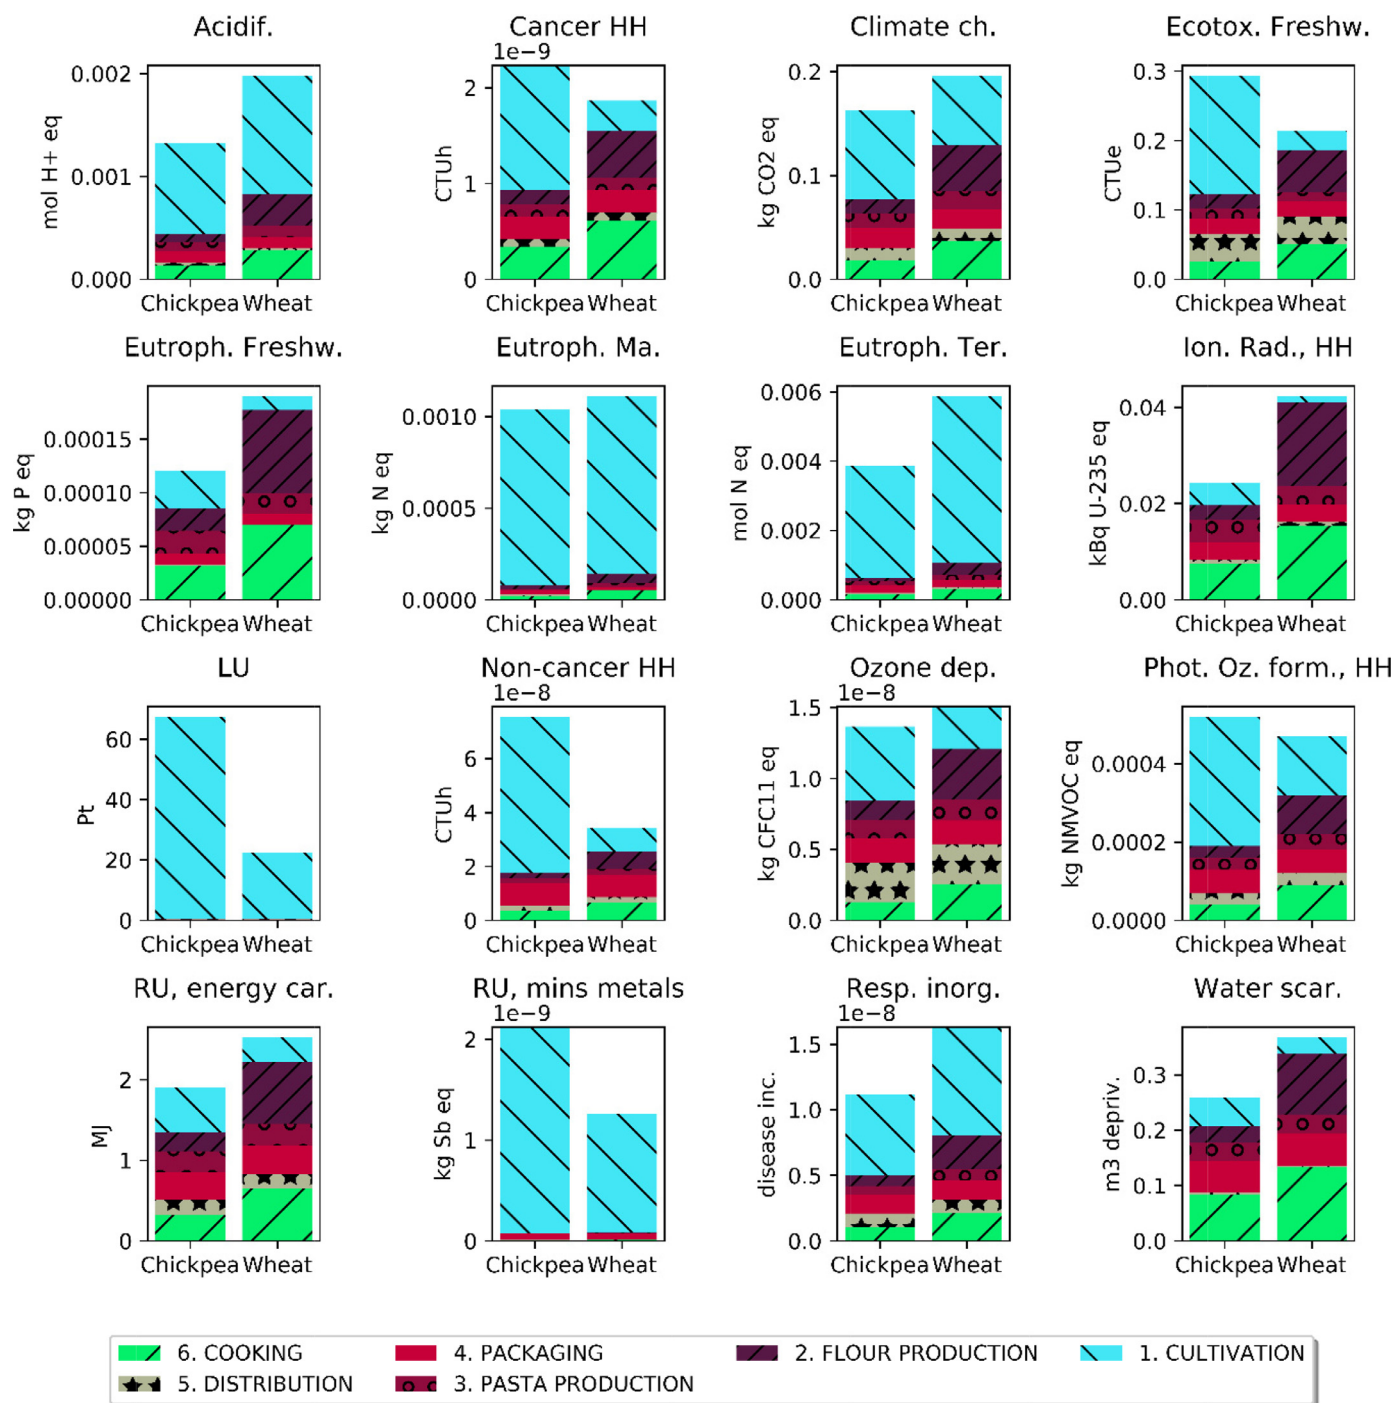 Acidif.
Cancer HH
Climate ch.
Ecotox. Freshw.
mol H+ eq
0.002
0.001
0.000
Chickpea Wheat
1e−9
CTUh
2
1
0
Chickpea Wheat
kg CO2 eq
0.2
0.1
0.0
Chickpea Wheat
CTUe
0.3
0.2
0.1
0.0
Chickpea Wheat
Eutroph. Freshw.
Eutroph. Ma.
Eutroph. Ter.
Ion. Rad., HH
kg P eq
0.00015
0.00010
0.00005
0.00000
Chickpea Wheat
kg N eq
0.0010
0.0005
0.0000
Chickpea Wheat
mol N eq
0.006
0.004
0.002
0.000
Chickpea Wheat
kBq U-235 eq
0.04
0.02
0.00
Chickpea Wheat
LU
Non-cancer HH
Ozone dep.
Phot. Oz. form., HH
Pt
60
40
20
0
Chickpea Wheat
1e−8
CTUh
6
4
2
0
Chickpea Wheat
1e−8
kg CFC11 eq
1.5
1.0
0.5
0.0
Chickpea Wheat
kg NMVOC eq
0.0004
0.0002
0.0000
Chickpea Wheat
RU, energy car.
RU, mins metals
Resp. inorg.
Water scar.
MJ
2
1
0
Chickpea Wheat
1e−9
kg Sb eq
2
1
0
Chickpea Wheat
1e−8
disease inc.
1.5
1.0
0.5
0.0
Chickpea Wheat
m3 depriv.
0.3
0.2
0.1
0.0
Chickpea Wheat
6. COOKING
4. PACKAGING
2. FLOUR PRODUCTION
1. CULTIVATION
5. DISTRIBUTION
3. PASTA PRODUCTION